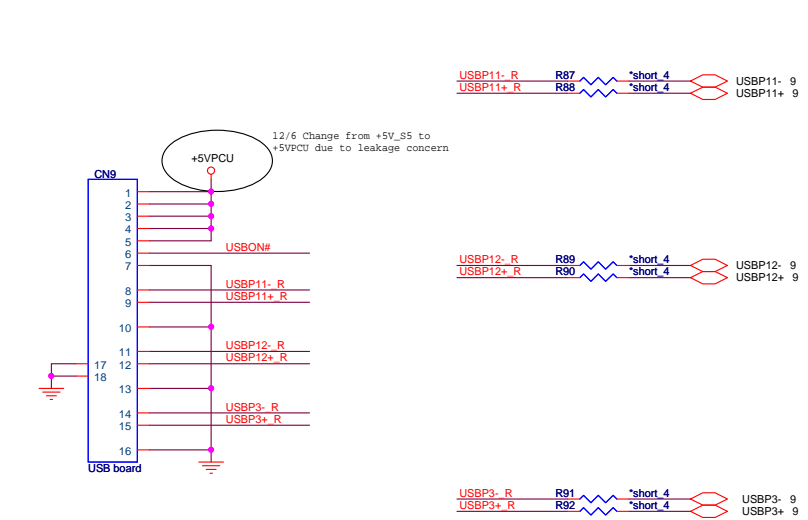 USBP11-_R R87 *short_4 USBP11- 9
USBP11+_R R88 *short_4 USBP11+ 9
12/6 Change from +5V_S5 to
+5VPCU due to leakage concern
+5VPCU
CN9
1
2
3
4
5
6 USBON#
7
8 USBP11-_R
9 USBP11+_R
10
11 USBP12-_R
17 12 USBP12+_R
18
13
14 USBP3-_R
15 USBP3+_R
16
USB board
USBP12-_R R89 *short_4 USBP12- 9
USBP12+_R R90 *short_4 USBP12+ 9
USBP3-_R R91 *short_4 USBP3- 9
USBP3+_R R92 *short_4 USBP3+ 9